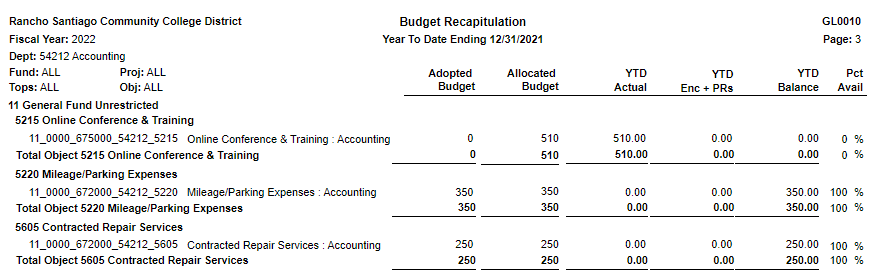 Rancho Santiago Community College District Budget Recapitulation GL0010
Fiscal Year: 2022 Year To Date Ending 12/31/2021 Page: 3
Dept: 54212 Accounting
Fund: ALL Proj: ALL Adopted Allocated YTD YTD YTD Pct
Tops: ALL Obj: ALL Budget Budget Actual Enc + PRs Balance Avail
11 General Fund Unrestricted
5215 Online Conference & Training
11_0000_675000_54212_5215 Online Conference & Training : Accounting 0 510 510.00 0.00 0.00 0 %
Total Object 5215 Online Conference & Training 0 510 510.00 0.00 0.00 0 %
5220 Mileage/Parking Expenses
11_0000_672000_54212_5220 Mileage/Parking Expenses : Accounting 350 350 0.00 0.00 350.00 100 %
Total Object 5220 Mileage/Parking Expenses 350 350 0.00 0.00 350.00 100 %
5605 Contracted Repair Services
11_0000_672000_54212_5605 Contracted Repair Services : Accounting 250 250 0.00 0.00 250.00 100 %
Total Object 5605 Contracted Repair Services 250 250 0.00 0.00 250.00 100 %